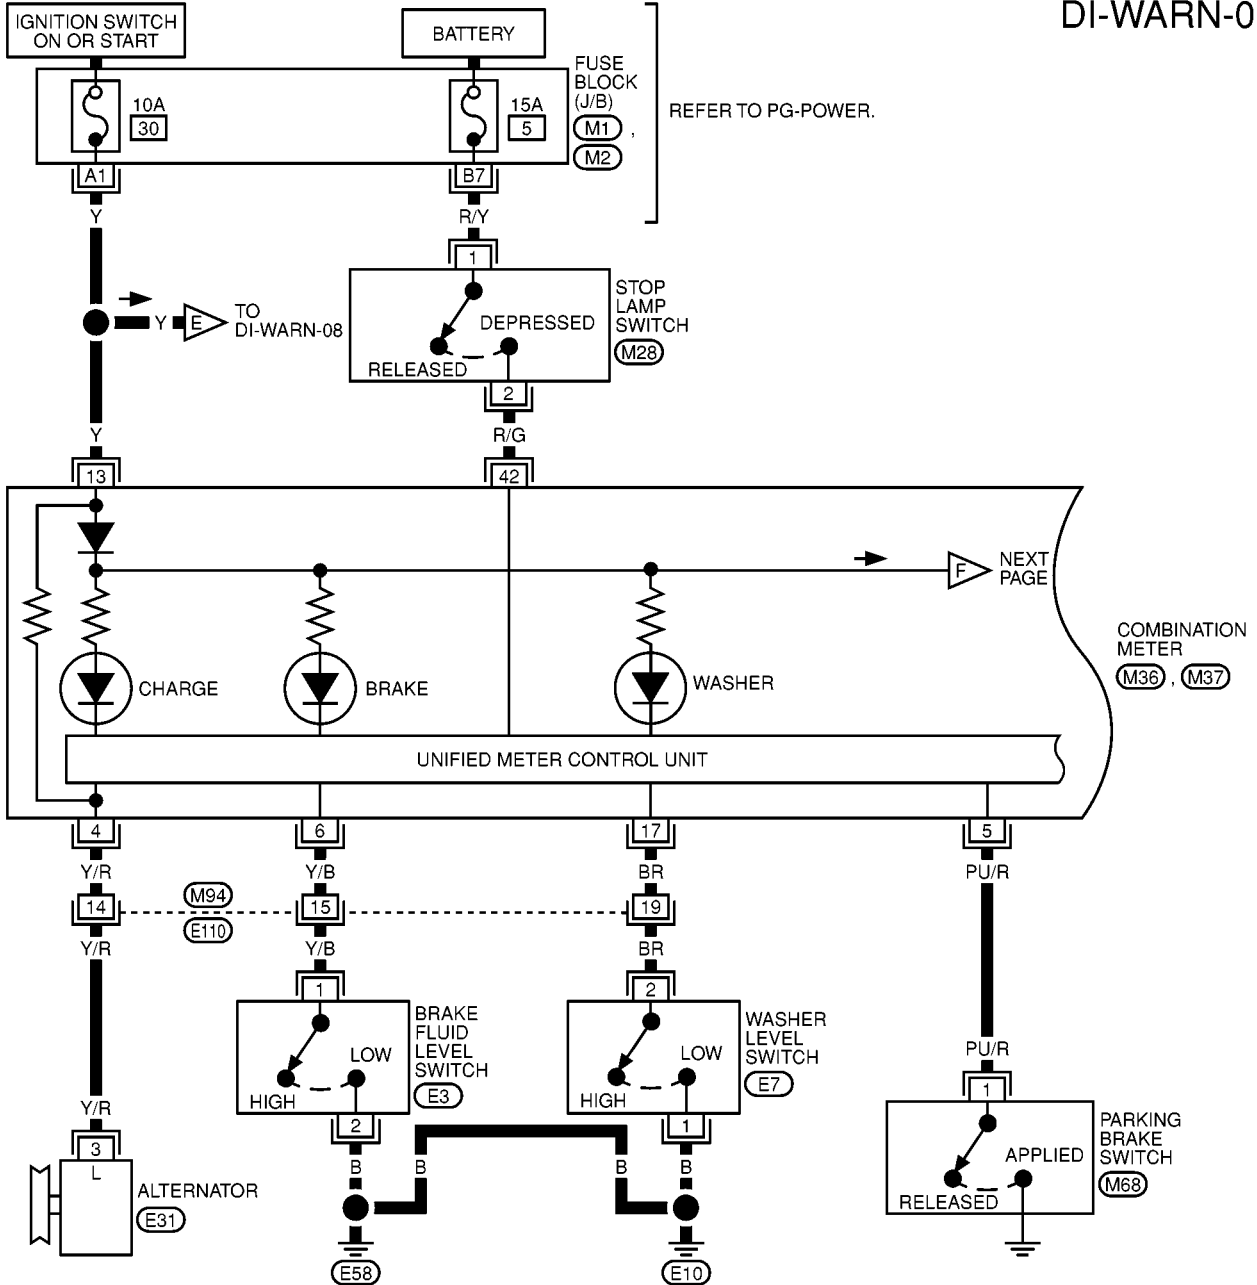 DI-WARN-0
IGNITION SWITCH
ON OR START
BATTERY
FUSE
BLOCK
(J/B)
M1 ,
M2
10A
30
15A
5
REFER TO PG-POWER.
A1
B7
Y
R/Y
1
STOP
LAMP
SWITCH
M28
DEPRESSED
RELEASED
Y
E
TO
DI-WARN-08
2
Y
R/G
13
42
F
NEXT
PAGE
COMBINATION
METER
M36 , M37
CHARGE
BRAKE
WASHER
UNIFIED METER CONTROL UNIT
4
6
17
5
Y/R
Y/B
BR
PU/R
14
M94
15
19
E110
Y/R
Y/B
BR
1
2
BRAKE
FLUID
LEVEL
SWITCH
E3
LOW
HIGH
WASHER
LEVEL
SWITCH
E7
LOW
HIGH
PU/R
1
PARKING
BRAKE
SWITCH
M68
APPLIED
RELEASED
Y/R
3
L
ALTERNATOR
E31
2
1
B
B
B
B
E58
E10